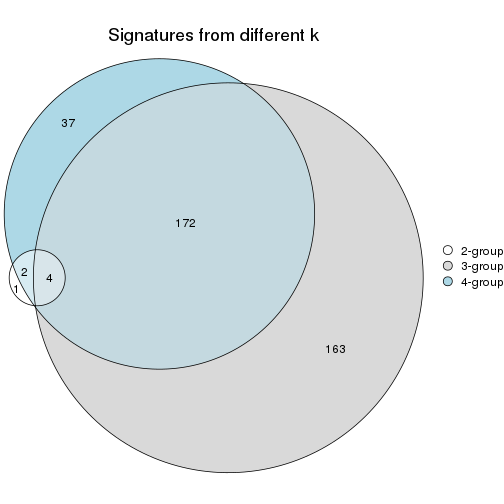 Signatures from different k
37
172
2
4
1
163
2-group
3-group
4-group